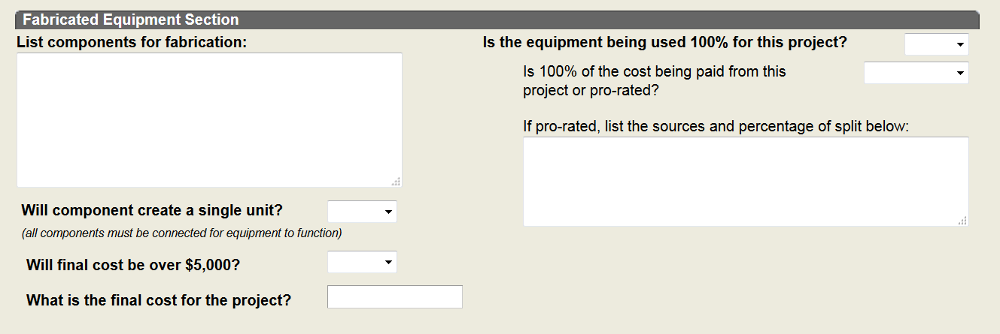 Fabricated Equipment Section
List components for fabrication:
Will component create a single unit?
(all components must be connected for equipment to function)
Will final cost be over $5,000?
What is the final cost for the project?
Is the equipment being used 100% for this project?
Is 100% of the cost being paid from this
project or pro-rated?
If pro-rated, list the sources and percentage of split below: